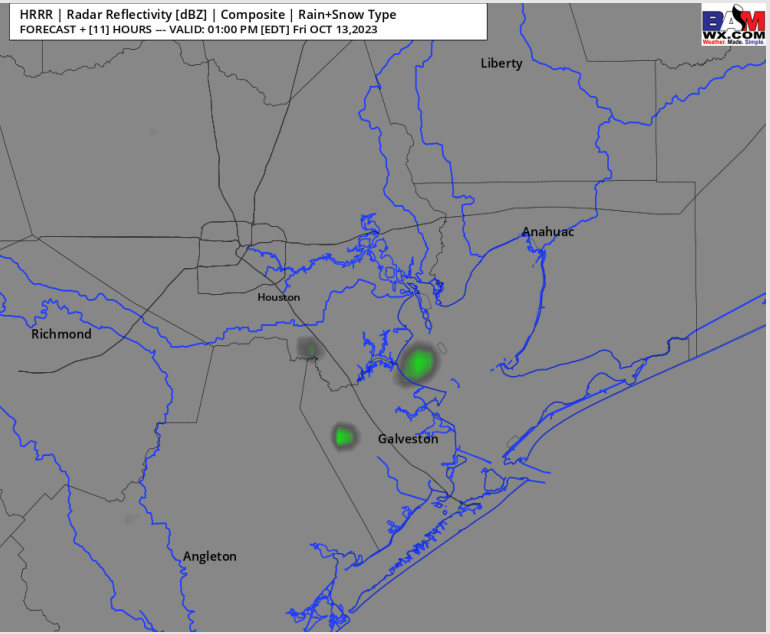 HRRR | Radar Reflectivity [dBZ] | Composite | Rain+Snow Type
FORECAST + [11] HOURS --- VALID: 01:00 PM [EDT] Fri OCT 13,2023
BAM
WX.COM
Weather. Made. Simple.
Liberty
Anahuac
Houston
Richmond
Galveston
Angleton